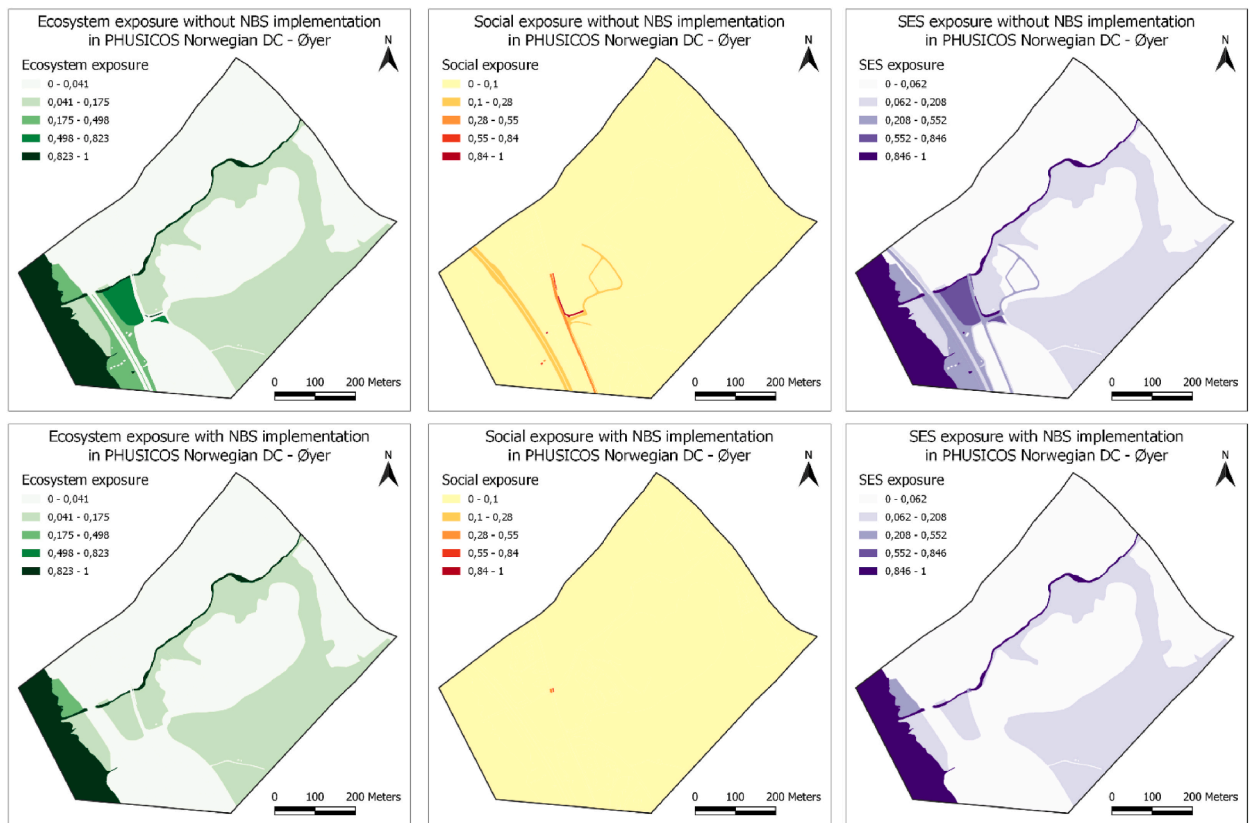 Ecosystem exposure without NBS implementation
in PHUSICOS Norwegian DC - Øyer
N
Ecosystem exposure
0 - 0,041
0,041 - 0,175
0,175 - 0,498
0,498 - 0,823
0,823 - 1
0 100 200 Meters
Social exposure without NBS implementation
in PHUSICOS Norwegian DC - Øyer
N
Social exposure
0 - 0,1
0,1 - 0,28
0,28 - 0,55
0,55 - 0,84
0,84 - 1
0 100 200 Meters
SES exposure without NBS implementation
in PHUSICOS Norwegian DC - Øyer
N
SES exposure
0 - 0,062
0,062 - 0,208
0,208 - 0,552
0,552 - 0,846
0,846 - 1
0 100 200 Meters
Ecosystem exposure with NBS implementation
in PHUSICOS Norwegian DC - Øyer
N
Ecosystem exposure
0 - 0,041
0,041 - 0,175
0,175 - 0,498
0,498 - 0,823
0,823 - 1
0 100 200 Meters
Social exposure with NBS implementation
in PHUSICOS Norwegian DC - Øyer
N
Social exposure
0 - 0,1
0,1 - 0,28
0,28 - 0,55
0,55 - 0,84
0,84 - 1
0 100 200 Meters
SES exposure with NBS implementation
in PHUSICOS Norwegian DC - Øyer
N
SES exposure
0 - 0,062
0,062 - 0,208
0,208 - 0,552
0,552 - 0,846
0,846 - 1
0 100 200 Meters